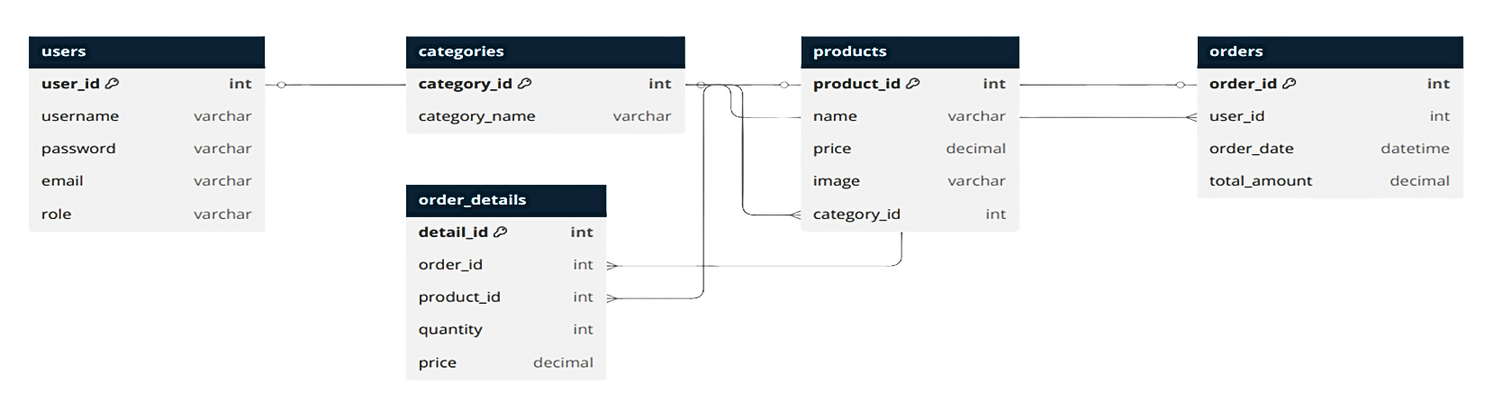 users
user_id int
username varchar
password varchar
email varchar
role varchar
categories
category_id int
category_name varchar
order_details
detail_id int
order_id int
product_id int
quantity int
price decimal
products
product_id int
name varchar
price decimal
image varchar
category_id int
orders
order_id int
user_id int
order_date datetime
total_amount decimal